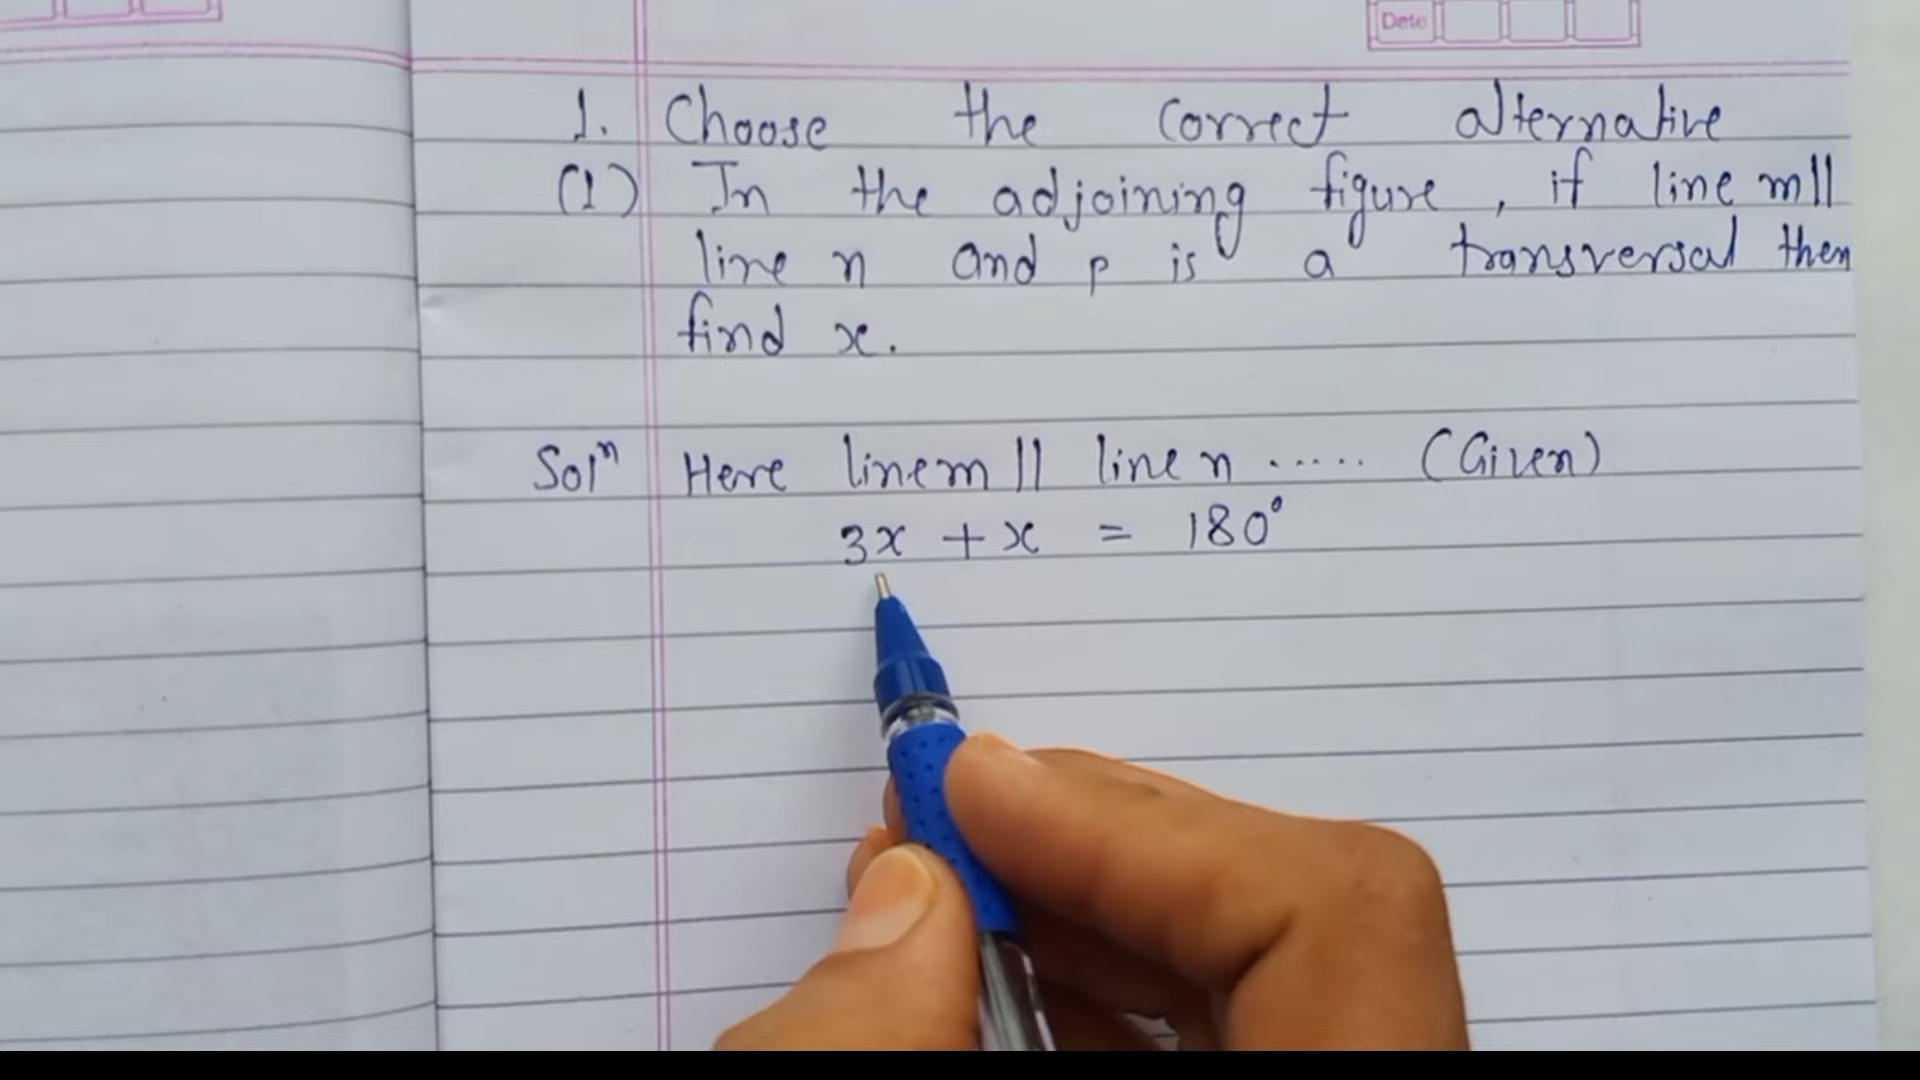 Date
1. Choose the correct alternative
(1) In the adjoining figure, if line m ||
line n and p is a transversal then
find x.
Solⁿ Here line m || line n ..... (Given)
3x + x = 180°